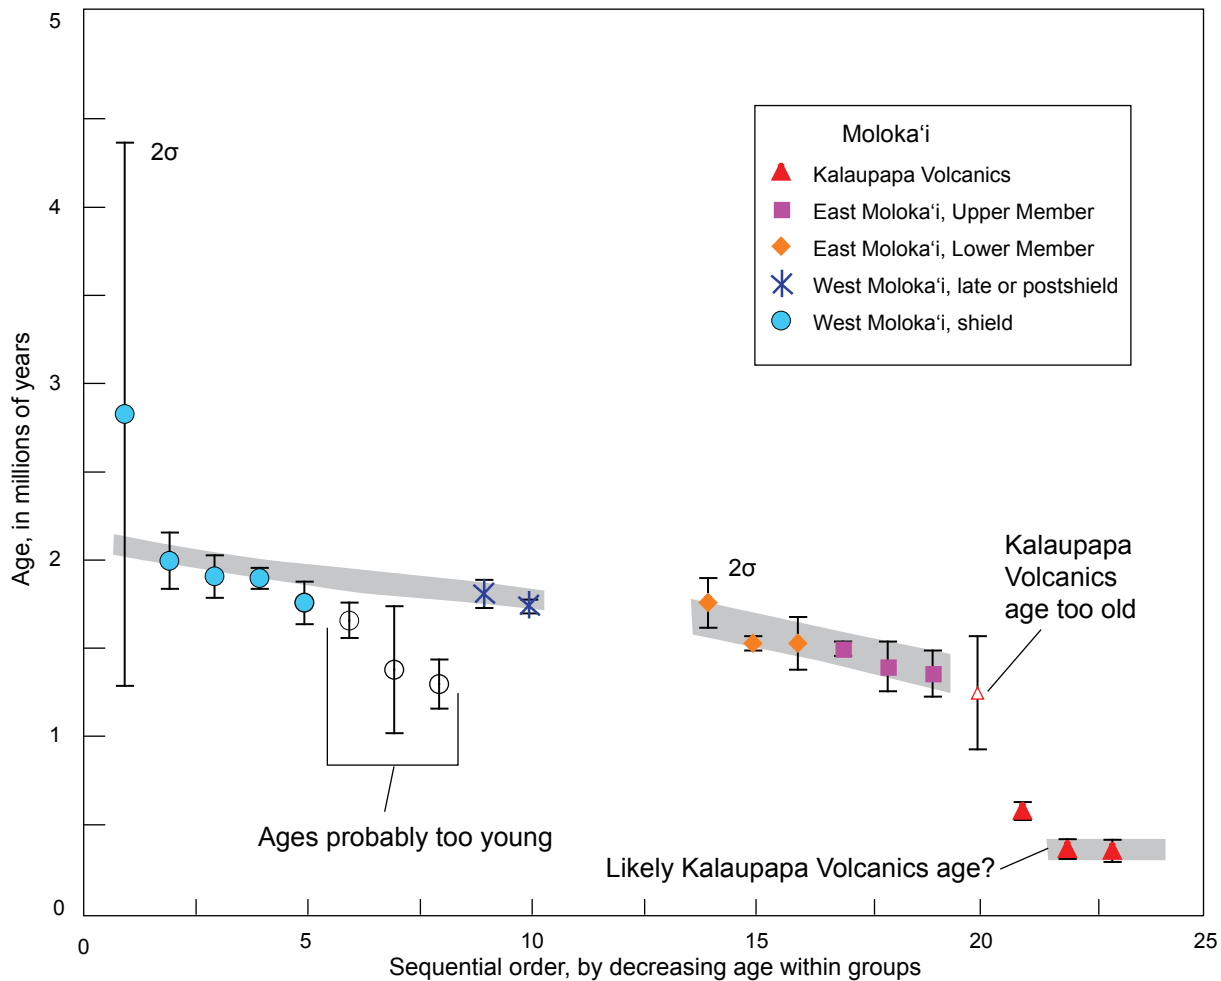 5
4
3
2
1
0
Age, in millions of years
2σ
Moloka‘i
Kalaupapa Volcanics
East Moloka‘i, Upper Member
East Moloka‘i, Lower Member
West Moloka‘i, late or postshield
West Moloka‘i, shield
2σ
Kalaupapa
Volcanics
age too old
Ages probably too young
Likely Kalaupapa Volcanics age?
0
5
10
15
20
25
Sequential order, by decreasing age within groups